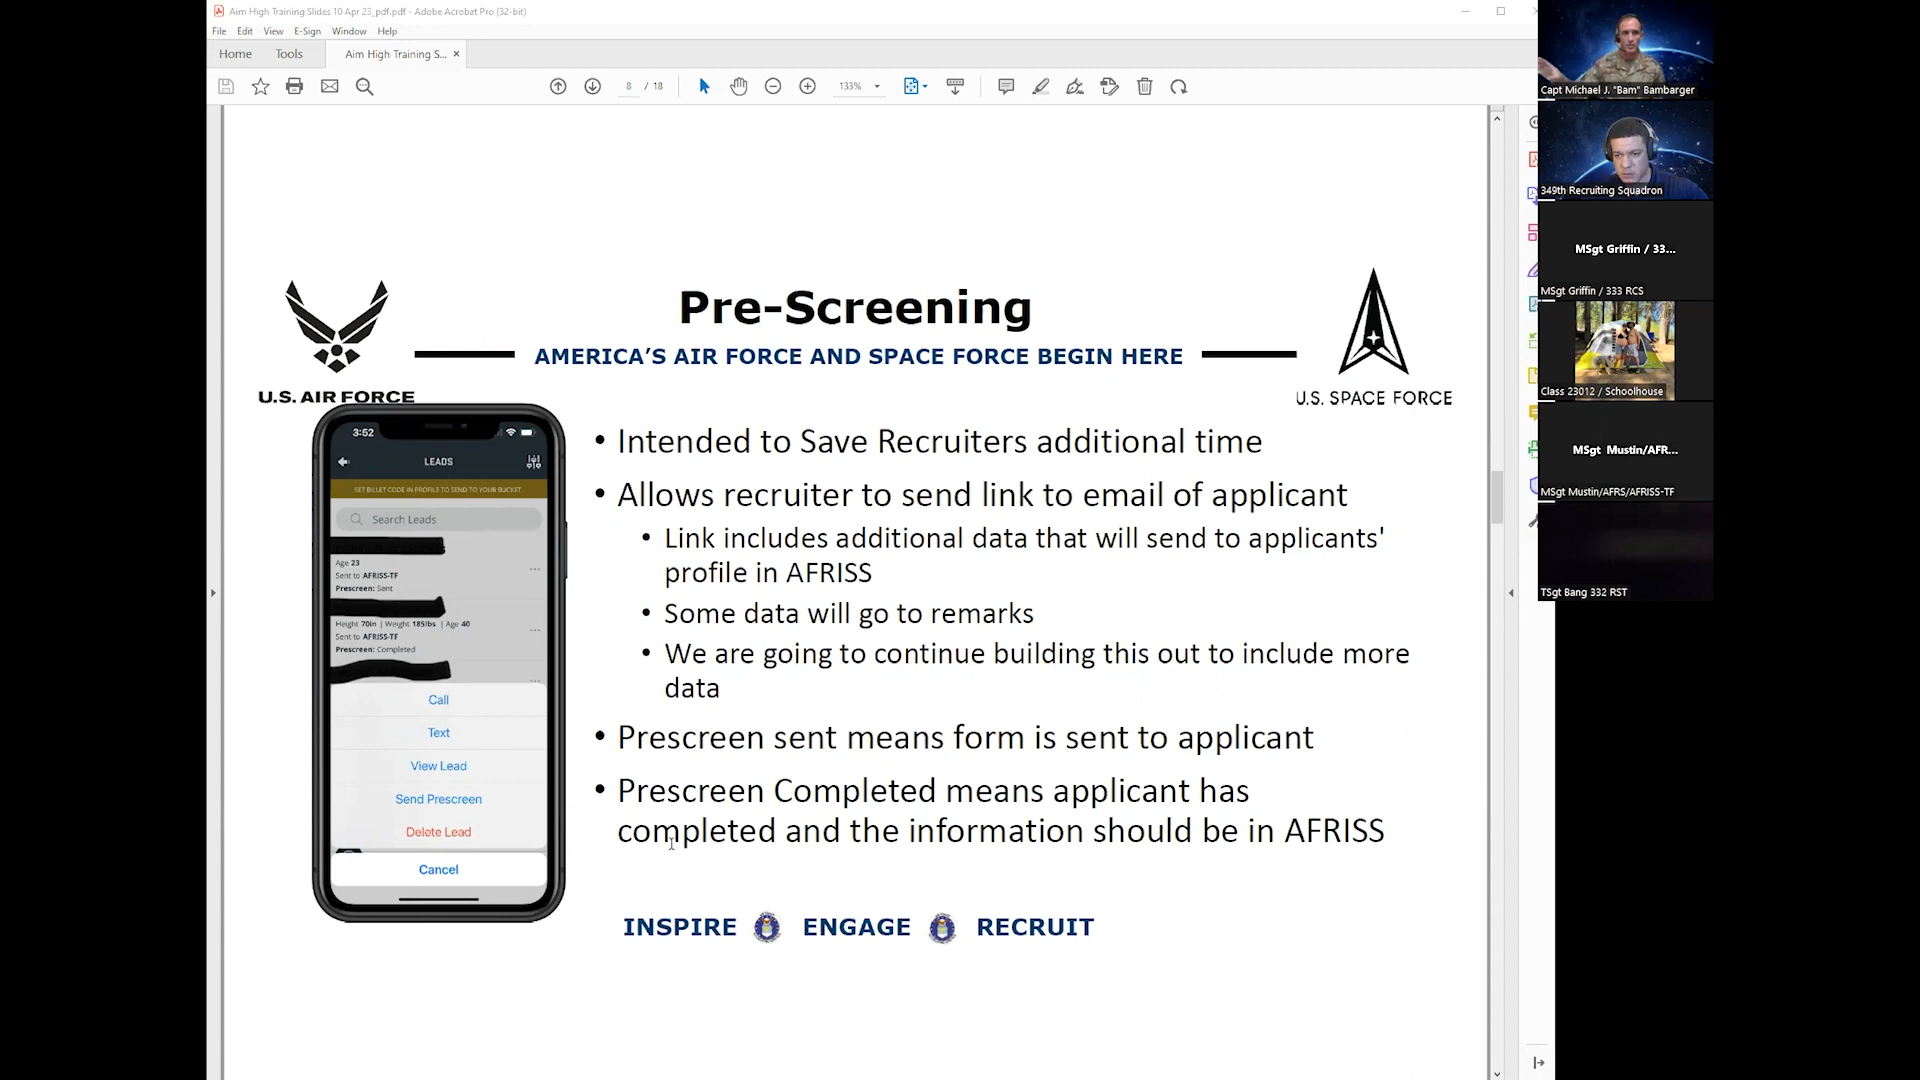 Aim High Training Slides 10 Apr 23_pdf.pdf - Adobe Acrobat Pro (32-bit)
File Edit View E-Sign Window Help
Home Tools Aim High Training S... ×
8 / 18 133%
Pre-Screening
AMERICA'S AIR FORCE AND SPACE FORCE BEGIN HERE
U.S. AIR FORCE
U.S. SPACE FORCE
3:52
LEADS
SET BILLET CODE IN PROFILE TO SEND TO YOUR BUCKET
Search Leads
Age 23
Sent to AFRISS-TF
Prescreen: Sent
Height 70in | Weight 185lbs | Age 40
Sent to AFRISS-TF
Prescreen: Completed
Call
Text
View Lead
Send Prescreen
Delete Lead
Cancel
• Intended to Save Recruiters additional time
• Allows recruiter to send link to email of applicant
• Link includes additional data that will send to applicants'
profile in AFRISS
• Some data will go to remarks
• We are going to continue building this out to include more
data
• Prescreen sent means form is sent to applicant
• Prescreen Completed means applicant has
completed and the information should be in AFRISS
INSPIRE ENGAGE RECRUIT
Capt Michael J. "Bam" Bambarger
349th Recruiting Squadron
MSgt Griffin / 33...
MSgt Griffin / 333 RCS
Class 23012 / Schoolhouse
MSgt Mustin/AFR...
MSgt Mustin/AFRS/AFRISS-TF
TSgt Bang 332 RST